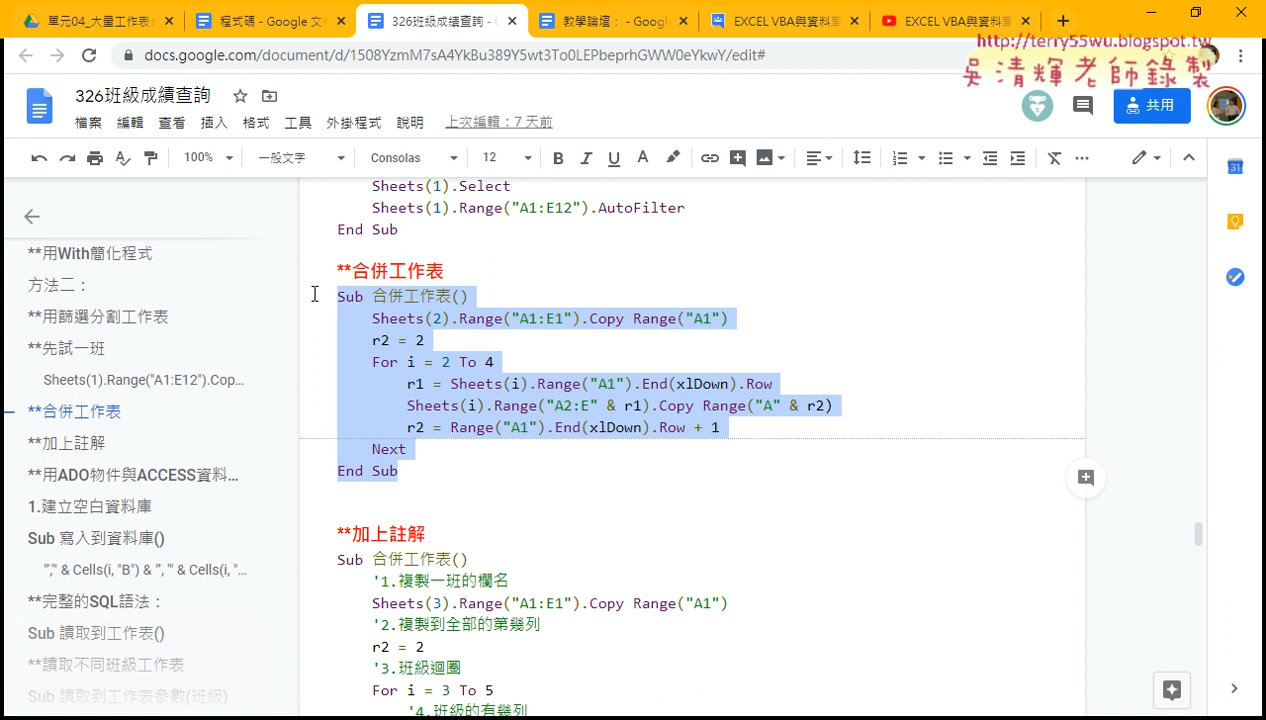 單元04_大量工作表
程式碼 - Google 文
326班級成績查詢 - G
教學論壇： - Googl
EXCEL VBA與資料庫
EXCEL VBA與資料庫
docs.google.com/document/d/1508YzmM7sA4YkBu389Y5wt3To0LEPbeprhGWW0eYkwY/edit#
http://terry55wu.blogspot.tw
吳清輝老師錄製
326班級成績查詢
檔案 編輯 查看 插入 格式 工具 外掛程式 說明 上次編輯：7 天前
共用
100% 一般文字 Consolas 12 B I U A
31
**用With簡化程式
方法二：
**用篩選分割工作表
**先試一班
Sheets(1).Range("A1:E12").Cop...
**合併工作表
**加上註解
**用ADO物件與ACCESS資料...
1.建立空白資料庫
Sub 寫入到資料庫()
"','" & Cells(i, "B") & "', '" & Cells(i, "...
**完整的SQL語法：
Sub 讀取到工作表()
**讀取不同班級工作表
Sub 讀取到工作表參數(班級)
Sheets(1).Select
Sheets(1).Range("A1:E12").AutoFilter
End Sub
**合併工作表
Sub 合併工作表()
Sheets(2).Range("A1:E1").Copy Range("A1")
r2 = 2
For i = 2 To 4
r1 = Sheets(i).Range("A1").End(xlDown).Row
Sheets(i).Range("A2:E" & r1).Copy Range("A" & r2)
r2 = Range("A1").End(xlDown).Row + 1
Next
End Sub
**加上註解
Sub 合併工作表()
'1.複製一班的欄名
Sheets(3).Range("A1:E1").Copy Range("A1")
'2.複製到全部的第幾列
r2 = 2
'3.班級迴圈
For i = 3 To 5
'4.班級的有幾列